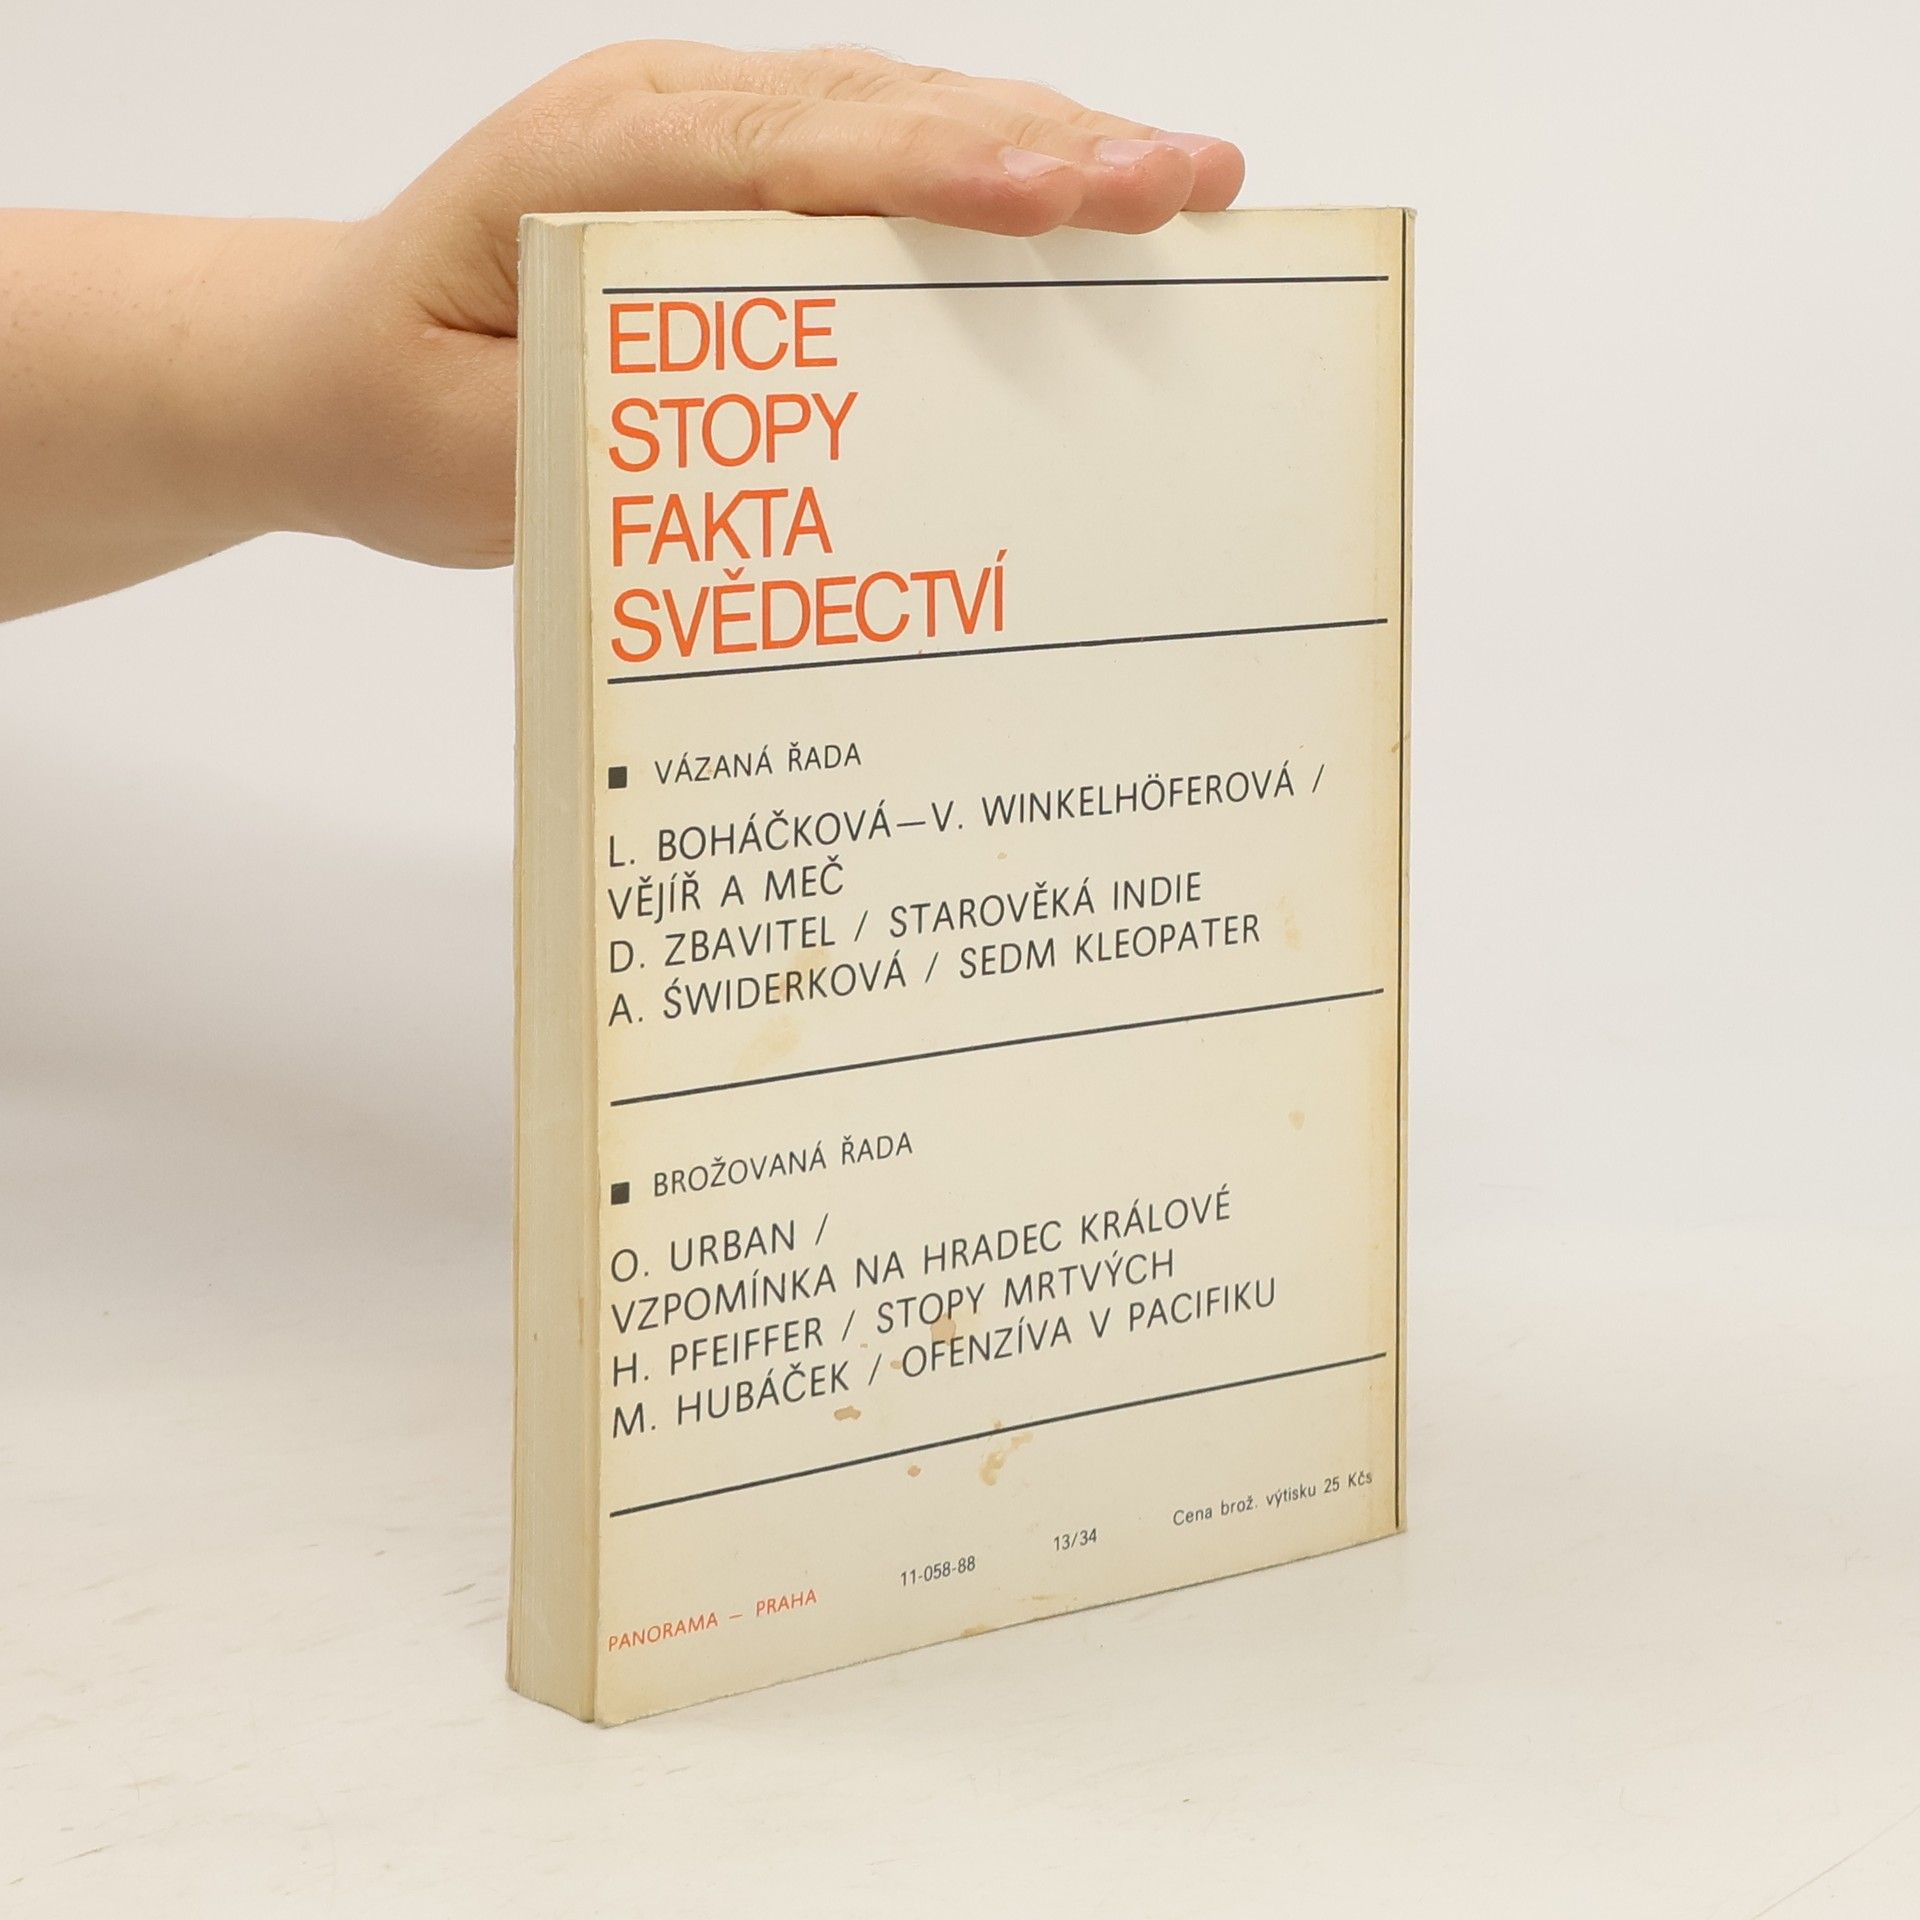 EDICE
STOPY
FAKTA
SVĚDECTVÍ
■ VÁZANÁ ŘADA
L. BOHÁČKOVÁ—V. WINKELHÖFEROVÁ /
VĚJÍŘ A MEČ
D. ZBAVITEL / STAROVĚKÁ INDIE
A. ŚWIDERKOVÁ / SEDM KLEOPATER
■ BROŽOVANÁ ŘADA
O. URBAN /
VZPOMÍNKA NA HRADEC KRÁLOVÉ
H. PFEIFFER / STOPY MRTVÝCH
M. HUBÁČEK / OFENZÍVA V PACIFIKU
PANORAMA — PRAHA 11-058-88 13/34 Cena brož. výtisku 25 Kčs